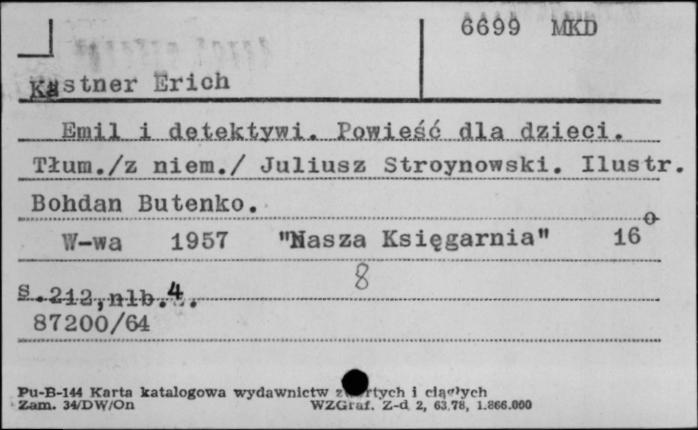 6699 MKD
Kästner Erich
Emil i detektywi. Powieść dla dzieci.
Tłum./z niem./ Juliusz Stroynowski. Ilustr.
Bohdan Butenko.
W-wa 1957 "Nasza Księgarnia" 16°
8
s.212,nlb.4.
87200/64
Pu-B-144 Karta katalogowa wydawnictw i ciągłych
Zam. 34/DW/On WZGraf. Z-d 2, 63,78, 1.866.000